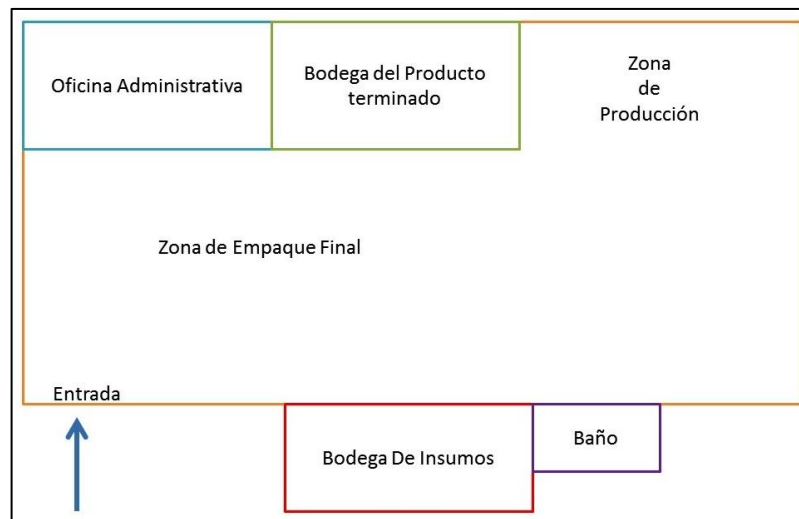 Oficina Administrativa
Bodega del Producto
terminado
Zona
de
Producción
Zona de Empaque Final
Entrada
Bodega De Insumos
Baño